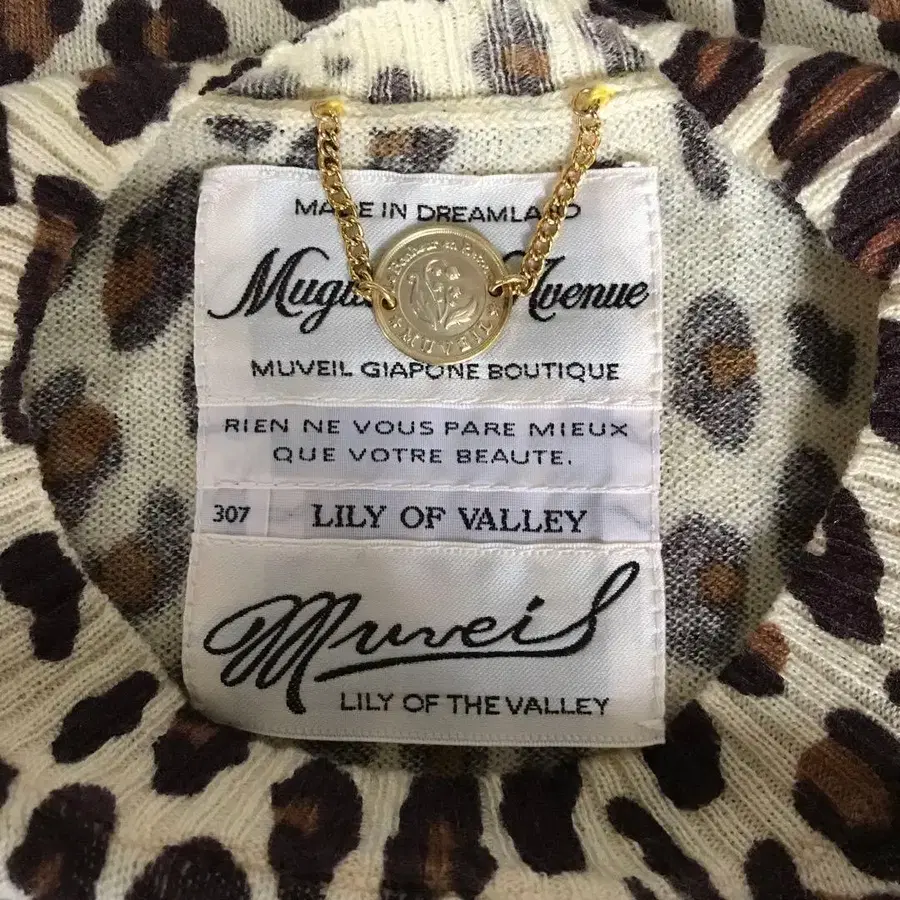 MADE IN DREAMLAND
Avenue
MUVEIL GIAPONE BOUTIQUE
MUVEIL
RIEN NE VOUS PARE MIEUX
QUE VOTRE BEAUTE.
307 LILY OF VALLEY
Muveil
LILY OF THE VALLEY